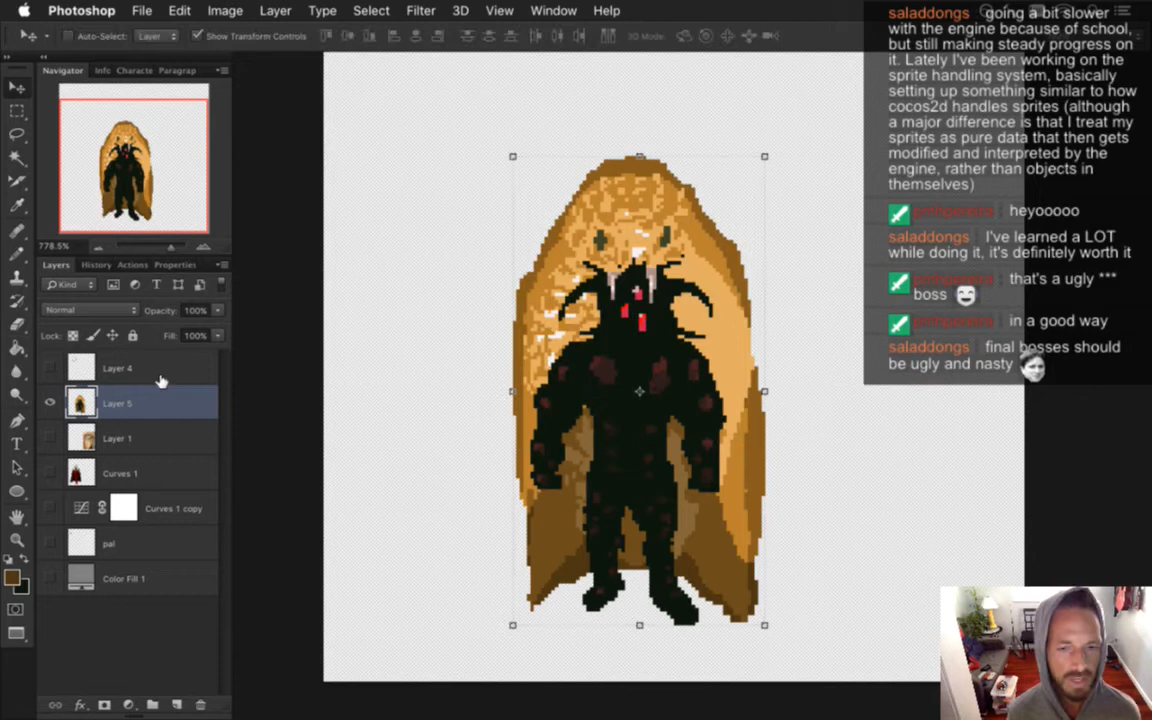 Photoshop File Edit Image Layer Type Select Filter 3D View Window Help
Auto-Select: Layer Show Transform Controls 3D Mode:
Navigator Info Characte Paragrap
778.5%
Layers History Actions Properties
Kind
Normal Opacity: 100%
Lock: Fill: 100%
Layer 4
Layer 5
Layer 1
Curves 1
Curves 1 copy
pal
Color Fill 1
fx
saladdongs going a bit slower
with the engine because of school,
but still making steady progress on
it. Lately I've been working on the
sprite handling system, basically
setting up something similar to how
cocos2d handles sprites (although
a major difference is that I treat my
sprites as pure data that then gets
modified and interpreted by the
engine, rather than objects in
themselves)
heyooooo
saladdongs I've learned a LOT
while doing it, it's definitely worth it
that's a ugly ***
boss
in a good way
saladdongs final bosses should
be ugly and nasty